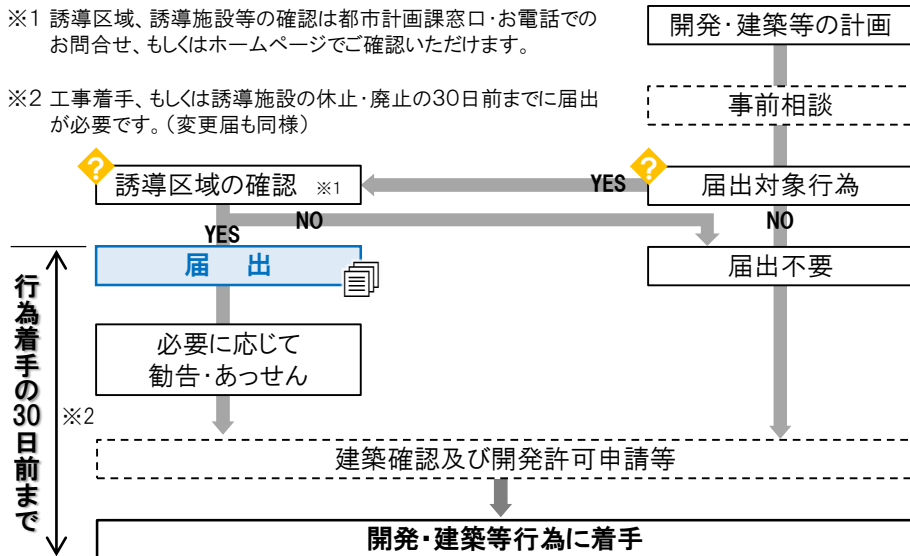 ※1 誘導区域、誘導施設等の確認は都市計画課窓口・お電話での
お問合せ、もしくはホームページでご確認いただけます。
※2 工事着手、もしくは誘導施設の休止・廃止の30日前までに届出
が必要です。(変更届も同様)
開発・建築等の計画
事前相談
?
誘導区域の確認 ※1
YES
?
届出対象行為
NO
YES
NO
届 出
届出不要
行為着手の30日前まで
※2
必要に応じて
勧告・あっせん
建築確認及び開発許可申請等
開発・建築等行為に着手